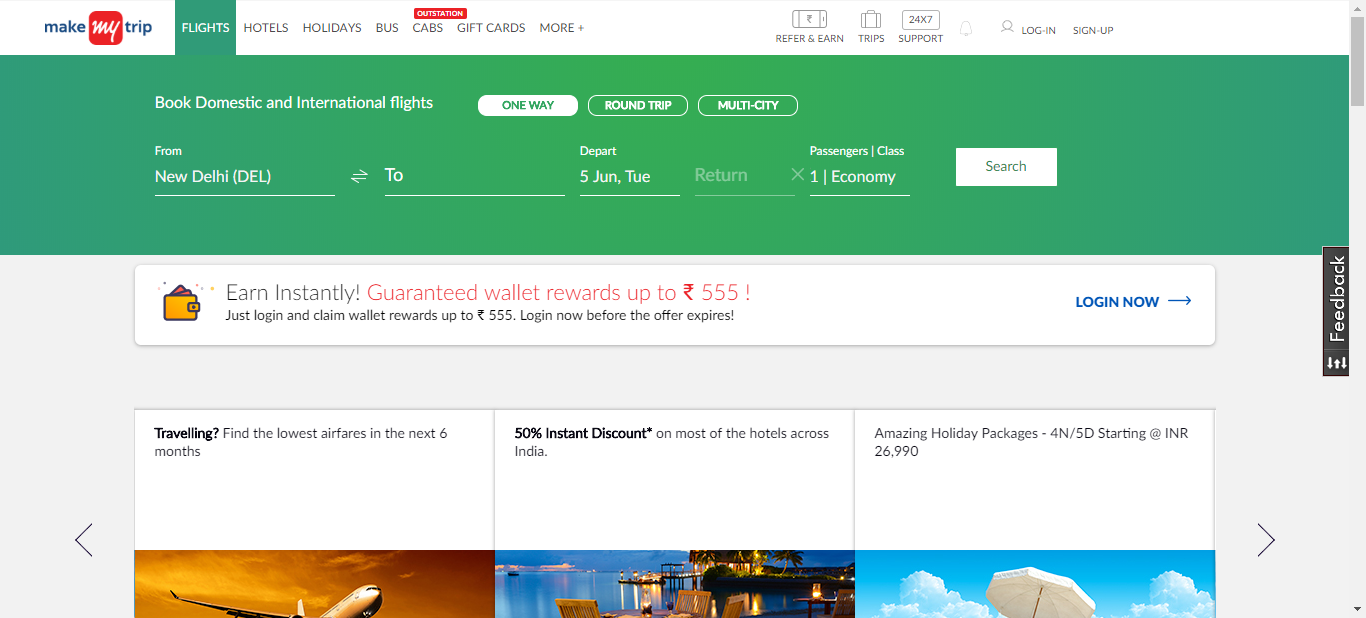 make my trip
FLIGHTS HOTELS HOLIDAYS BUS CABS GIFT CARDS MORE +
OUTSTATION
₹ 24X7
REFER & EARN TRIPS SUPPORT LOG-IN SIGN-UP
Book Domestic and International flights ONE WAY ROUND TRIP MULTI-CITY
From Depart Passengers | Class
New Delhi (DEL) To 5 Jun, Tue Return 1 | Economy Search
Feedback
Earn Instantly! Guaranteed wallet rewards up to ₹ 555 !
Just login and claim wallet rewards up to ₹ 555. Login now before the offer expires!
LOGIN NOW
Travelling? Find the lowest airfares in the next 6
months
50% Instant Discount* on most of the hotels across
India.
Amazing Holiday Packages - 4N/5D Starting @ INR
26,990